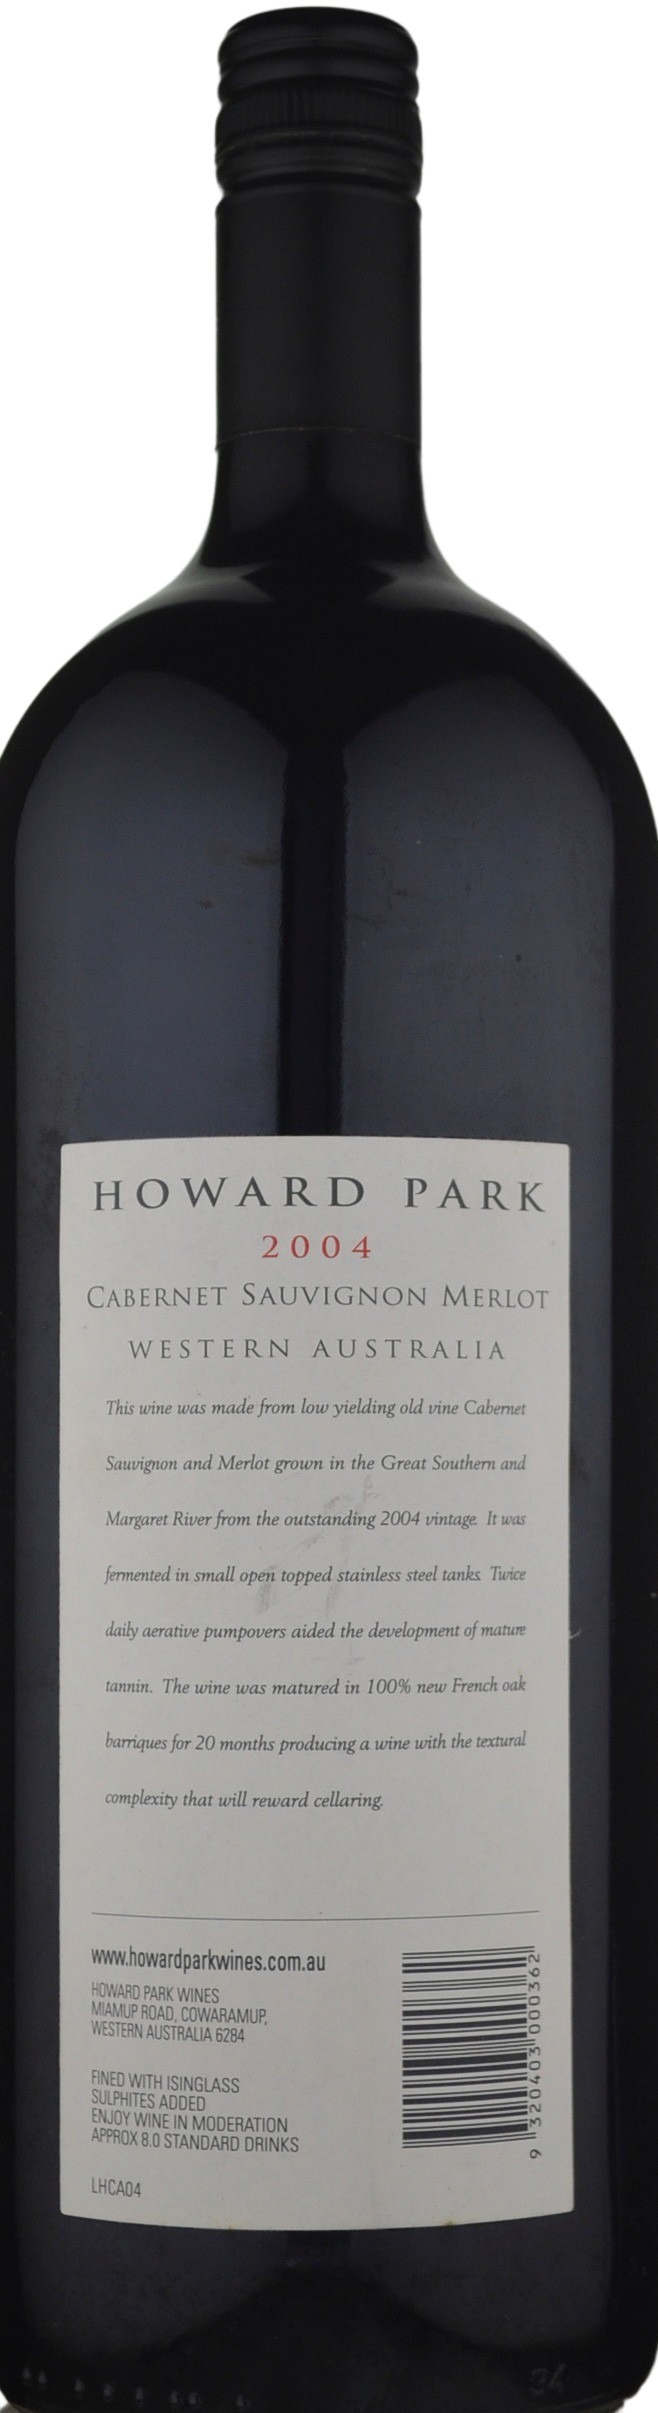 HOWARD PARK
2004
CABERNET SAUVIGNON MERLOT
WESTERN AUSTRALIA
This wine was made from low yielding old vine Cabernet
Sauvignon and Merlot grown in the Great Southern and
Margaret River from the outstanding 2004 vintage. It was
fermented in small open topped stainless steel tanks. Twice
daily aerative pumpovers aided the development of mature
tannin. The wine was matured in 100% new French oak
barriques for 20 months producing a wine with the textural
complexity that will reward cellaring.
www.howardparkwines.com.au
HOWARD PARK WINES
MIAMUP ROAD, COWARAMUP,
WESTERN AUSTRALIA 6284
FINED WITH ISINGLASS
SULPHITES ADDED
ENJOY WINE IN MODERATION
APPROX 8.0 STANDARD DRINKS
LHCA04
9 320403 000362
34